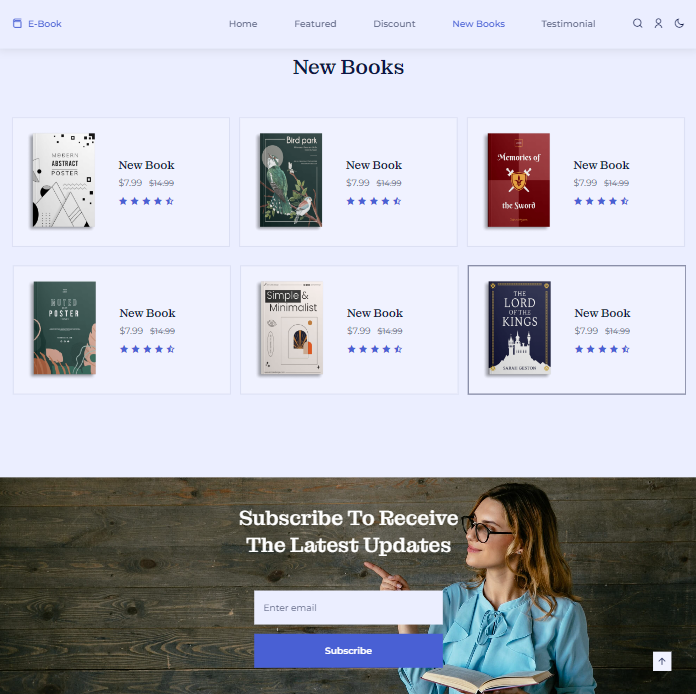 E-Book
Home
Featured
Discount
New Books
Testimonial
New Books
MODERN
ABSTRACT
POSTER
New Book
$7.99 $14.99
Bird park
New Book
$7.99 $14.99
Memories of
the Sword
New Book
$7.99 $14.99
MUTED
POSTER
New Book
$7.99 $14.99
Simple &
Minimalist
New Book
$7.99 $14.99
THE
LORD
OF THE
KINGS
SARAH GESTON
New Book
$7.99 $14.99
Subscribe To Receive
The Latest Updates
Enter email
Subscribe